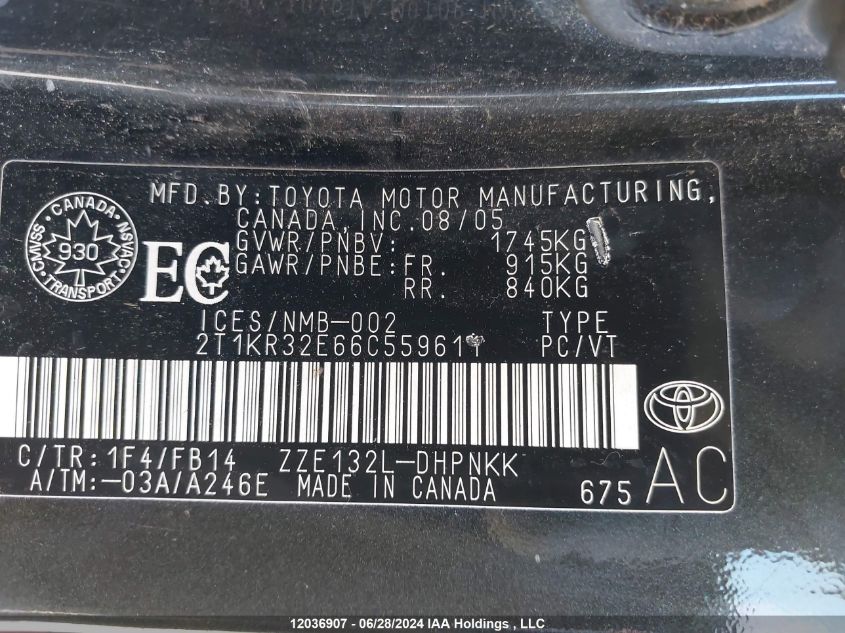 MFD.BY:TOYOTA MOTOR MANUFACTURING,
CANADA,INC.08/05
GVWR/PNBV: 1745KG
GAWR/PNBE:FR. 915KG
RR. 840KG
CANADA
CMVSS 930 NSVAC
TRANSPORT
EC
ICES/NMB-002 TYPE
PC/VT
C/TR: 1F4/FB14 ZZE132L-DHPNKK
A/TM:-03A/A246E MADE IN CANADA 675 AC
12036907 - 06/28/2024 IAA Holdings , LLC